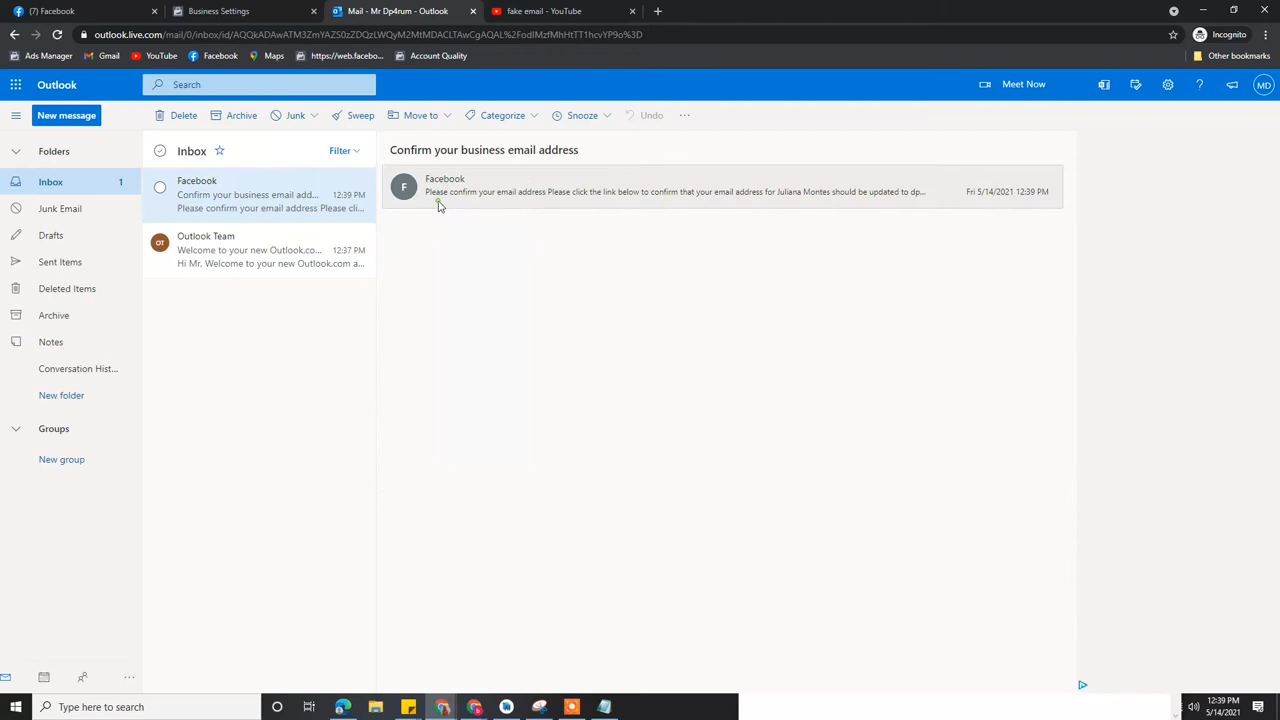 (7) Facebook
Business Settings
Mail - Mr Dp4rum - Outlook
fake email - YouTube
outlook.live.com/mail/0/inbox/id/AQQkADAwATM3ZmYAZS0zZDQzLWQyM2MtMDACLTAwCgAQAL%2FodIMzfMhHtTT1hcvYP9o%3D
Incognito
Ads Manager
Gmail
YouTube
Facebook
Maps
https://web.facebo...
Account Quality
Other bookmarks
Outlook
Search
Meet Now
MD
New message
Delete
Archive
Junk
Sweep
Move to
Categorize
Snooze
Undo
Folders
Inbox 1
Junk Email
Drafts
Sent Items
Deleted Items
Archive
Notes
Conversation Hist...
New folder
Groups
New group
Inbox
Filter
Facebook
Confirm your business email add... 12:39 PM
Please confirm your email address Please cli...
OT
Outlook Team
Welcome to your new Outlook.co... 12:37 PM
Hi Mr, Welcome to your new Outlook.com a...
Confirm your business email address
F
Facebook
Please confirm your email address Please click the link below to confirm that your email address for Juliana Montes should be updated to dp...
Fri 5/14/2021 12:39 PM
Type here to search
12:39 PM
5/14/2021